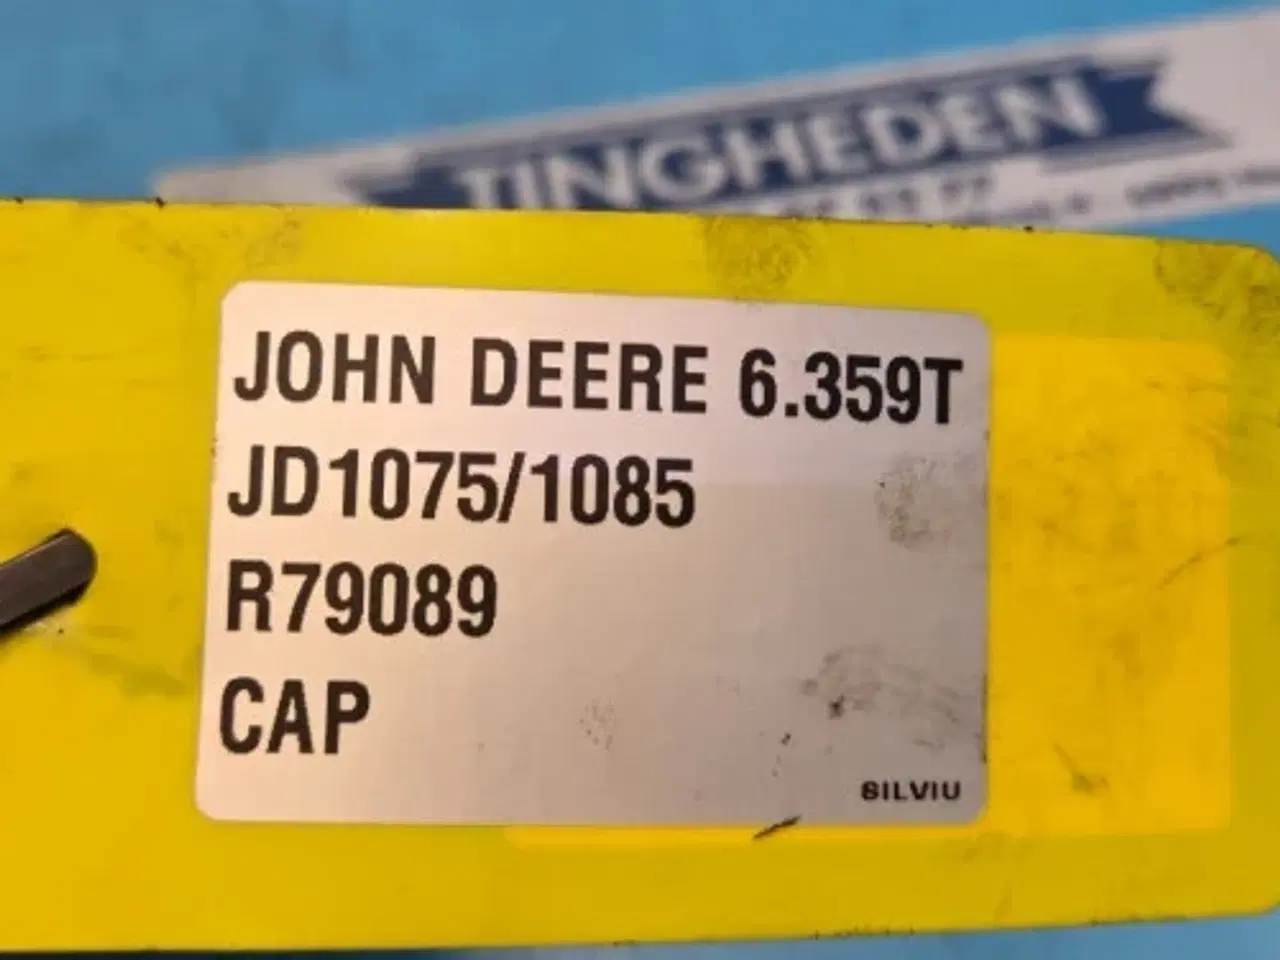 TINGHEDEN
JOHN DEERE 6.359T
JD1075/1085
R79089
CAP
SILVIU